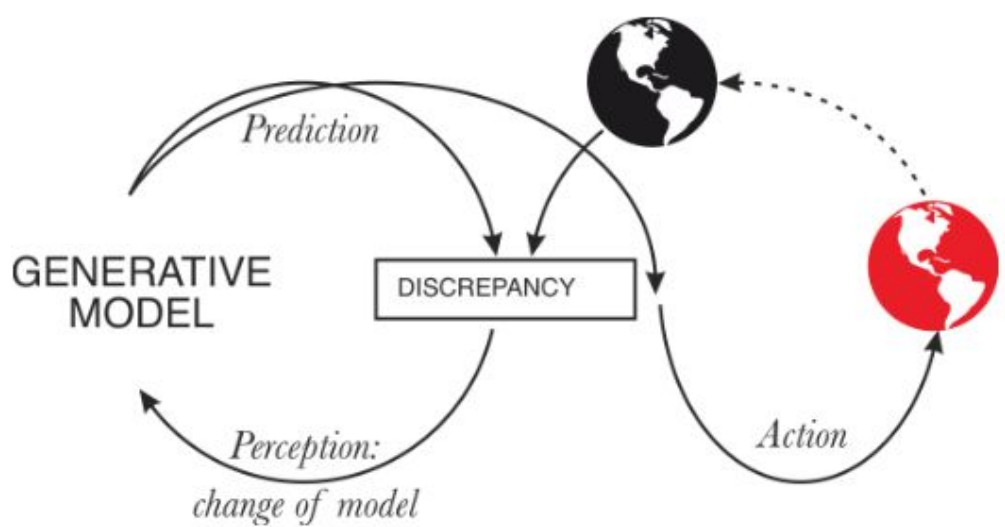 Prediction
GENERATIVE
MODEL
DISCREPANCY
Action
Perception:
change of model